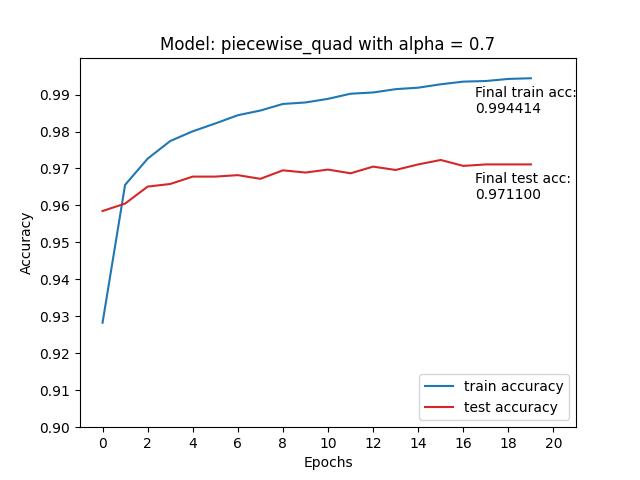 Model: piecewise_quad with alpha = 0.7
0.99
Final train acc:
0.994414
0.98
0.97
Final test acc:
0.971100
0.96
0.95
Accuracy
0.94
0.93
0.92
0.91
0.90
train accuracy
test accuracy
0 2 4 6 8 10 12 14 16 18 20
Epochs